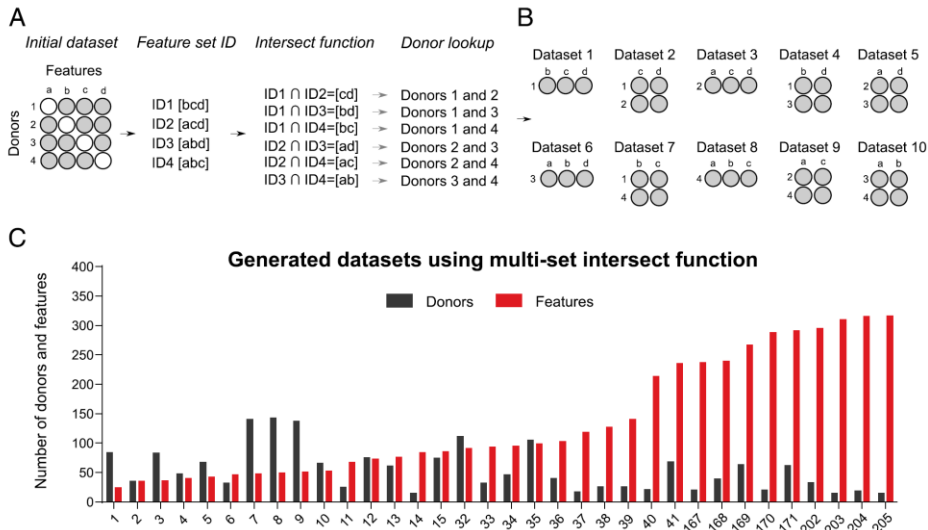 A
Initial dataset Feature set ID Intersect function Donor lookup
Features
a b c d
Donors
1
2
3
4
ID1 [bcd]
ID2 [acd]
ID3 [abd]
ID4 [abc]
ID1 ∩ ID2=[cd] Donors 1 and 2
ID1 ∩ ID3=[bd] Donors 1 and 3
ID1 ∩ ID4=[bc] Donors 1 and 4
ID2 ∩ ID3=[ad] Donors 2 and 3
ID2 ∩ ID4=[ac] Donors 2 and 4
ID3 ∩ ID4=[ab] Donors 3 and 4
B
Dataset 1 Dataset 2 Dataset 3 Dataset 4 Dataset 5
b c d c d a c d b d a d
1 1 2 1 2
2 3 3
Dataset 6 Dataset 7 Dataset 8 Dataset 9 Dataset 10
a b d b c a b c a c a b
3 1 4 2 3
4 4 4
C
Generated datasets using multi-set intersect function
Donors Features
Number of donors and features
400
350
300
250
200
150
100
50
0
1 2 3 4 5 6 7 8 9 10 11 12 13 14 15 32 33 34 35 36 37 38 39 40 41 167 168 169 170 171 202 203 204 205